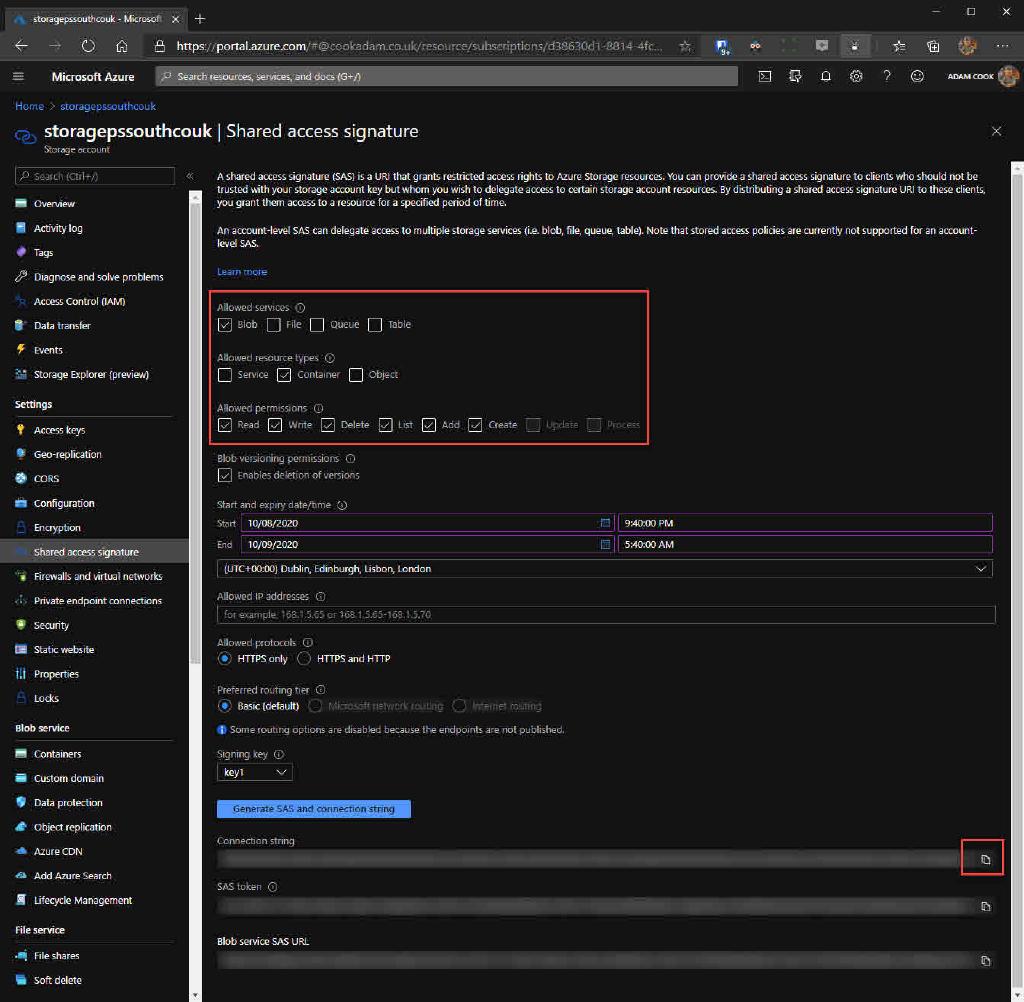 storagepssouthcouk - Microsoft
https://portal.azure.com/#@cookadam.co.uk/resource/subscriptions/d38630d1-8814-4fc...
9+
Microsoft Azure
Search resources, services, and docs (G+/)
ADAM COOK
Home > storagepssouthcouk
storagepssouthcouk | Shared access signature
Storage account
Search (Ctrl+/)
Overview
Activity log
Tags
Diagnose and solve problems
Access Control (IAM)
Data transfer
Events
Storage Explorer (preview)
Settings
Access keys
Geo-replication
CORS
Configuration
Encryption
Shared access signature
Firewalls and virtual networks
Private endpoint connections
Security
Static website
Properties
Locks
Blob service
Containers
Custom domain
Data protection
Object replication
Azure CDN
Add Azure Search
Lifecycle Management
File service
File shares
Soft delete
A shared access signature (SAS) is a URI that grants restricted access rights to Azure Storage resources. You can provide a shared access signature to clients who should not be
trusted with your storage account key but whom you wish to delegate access to certain storage account resources. By distributing a shared access signature URI to these clients,
you grant them access to a resource for a specified period of time.
An account-level SAS can delegate access to multiple storage services (i.e. blob, file, queue, table). Note that stored access policies are currently not supported for an account-
level SAS.
Learn more
Allowed services
Blob File Queue Table
Allowed resource types
Service Container Object
Allowed permissions
Read Write Delete List Add Create Update Process
Blob versioning permissions
Enables deletion of versions
Start and expiry date/time
Start 10/08/2020 9:40:00 PM
End 10/09/2020 5:40:00 AM
(UTC+00:00) Dublin, Edinburgh, Lisbon, London
Allowed IP addresses
for example, 168.1.5.65 or 168.1.5.65-168.1.5.70
Allowed protocols
HTTPS only HTTPS and HTTP
Preferred routing tier
Basic (default) Microsoft network routing Internet routing
Some routing options are disabled because the endpoints are not published.
Signing key
key1
Generate SAS and connection string
Connection string
SAS token
Blob service SAS URL